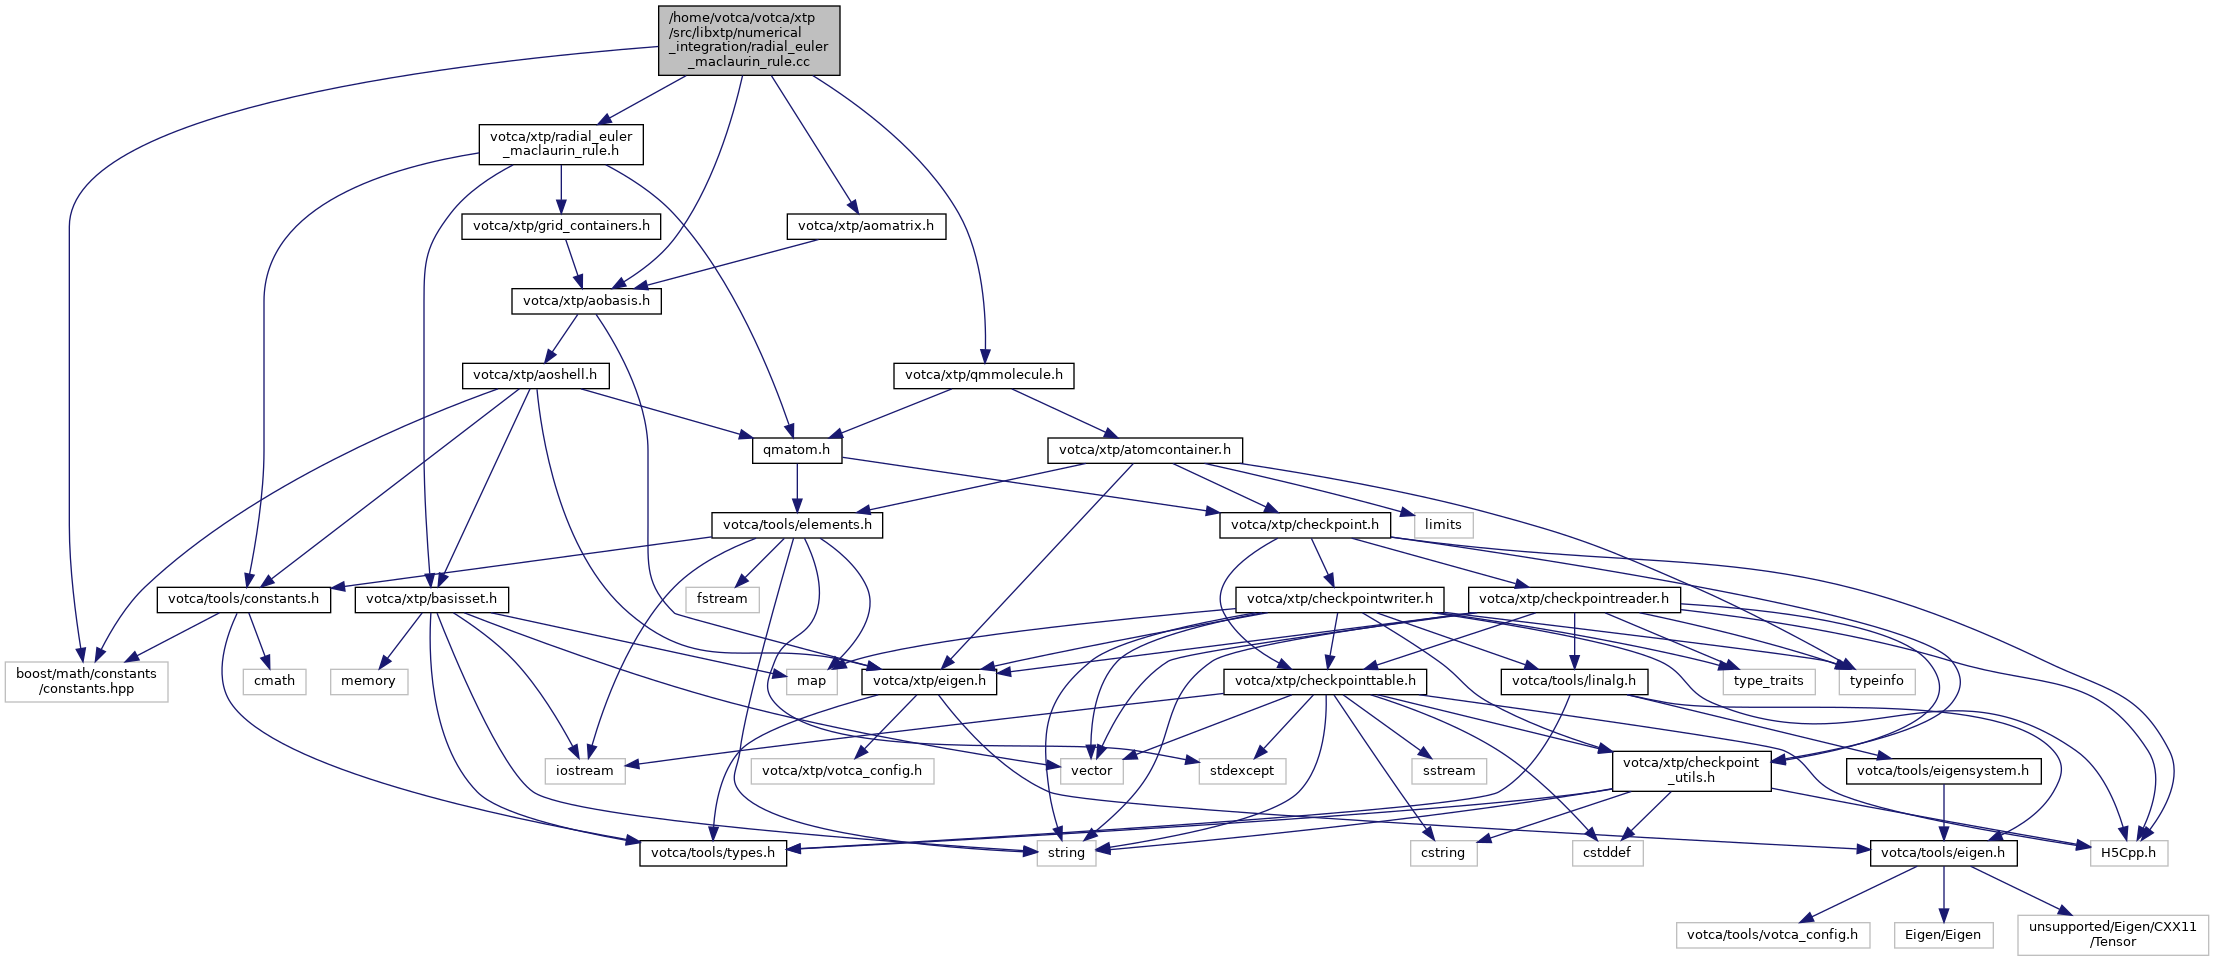 /home/votca/votca/xtp
/src/libxtp/numerical
_integration/radial_euler
_maclaurin_rule.cc
votca/xtp/radial_euler
_maclaurin_rule.h
votca/xtp/grid_containers.h
votca/xtp/aomatrix.h
votca/xtp/aobasis.h
votca/xtp/aoshell.h
votca/xtp/qmmolecule.h
qmatom.h
votca/xtp/atomcontainer.h
votca/tools/elements.h
votca/xtp/checkpoint.h
limits
votca/tools/constants.h
votca/xtp/basisset.h
fstream
votca/xtp/checkpointwriter.h
votca/xtp/checkpointreader.h
boost/math/constants
/constants.hpp
cmath
memory
map
votca/xtp/eigen.h
votca/xtp/checkpointtable.h
votca/tools/linalg.h
type_traits
typeinfo
iostream
votca/xtp/votca_config.h
vector
stdexcept
sstream
votca/xtp/checkpoint
_utils.h
votca/tools/eigensystem.h
votca/tools/types.h
string
cstring
cstddef
votca/tools/eigen.h
H5Cpp.h
votca/tools/votca_config.h
Eigen/Eigen
unsupported/Eigen/CXX11
/Tensor